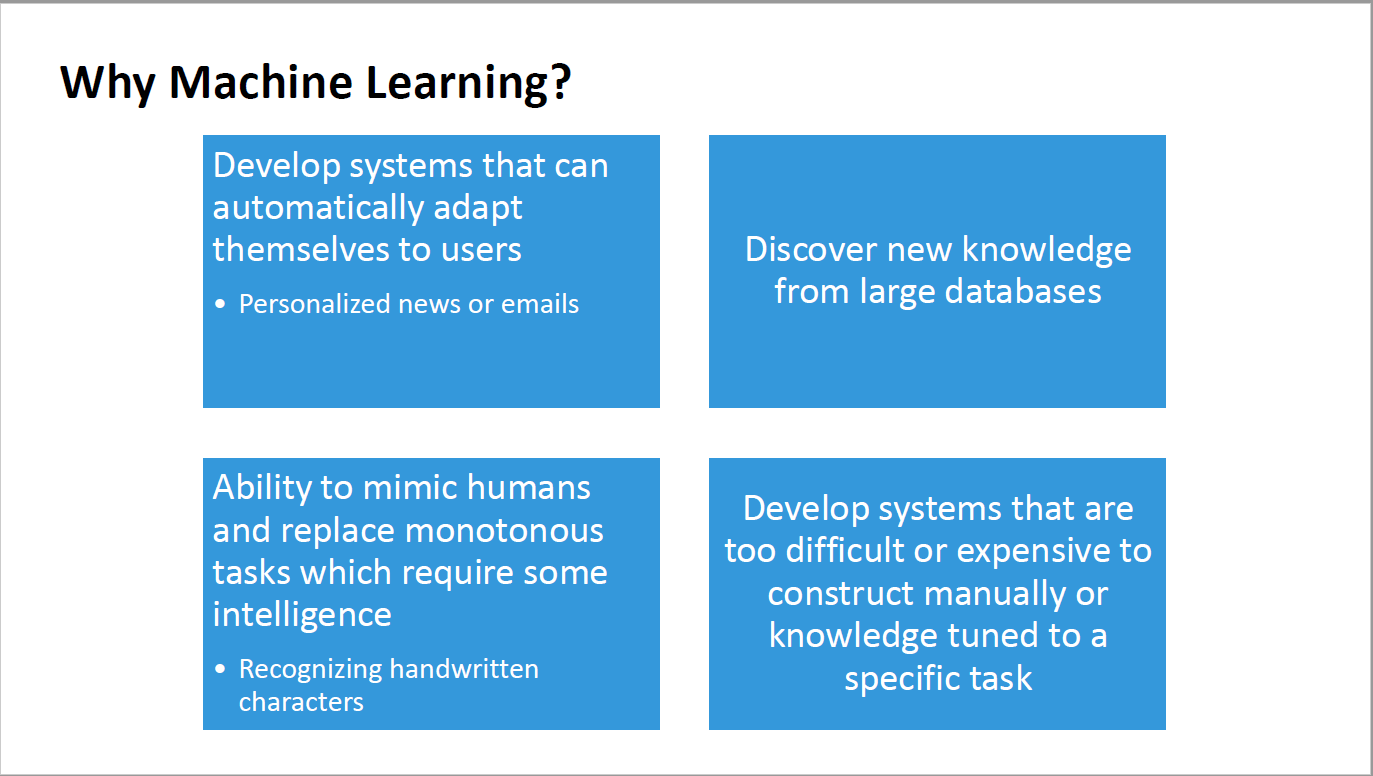 Why Machine Learning?
Develop systems that can
automatically adapt
themselves to users
• Personalized news or emails
Discover new knowledge
from large databases
Ability to mimic humans
and replace monotonous
tasks which require some
intelligence
• Recognizing handwritten
characters
Develop systems that are
too difficult or expensive to
construct manually or
knowledge tuned to a
specific task